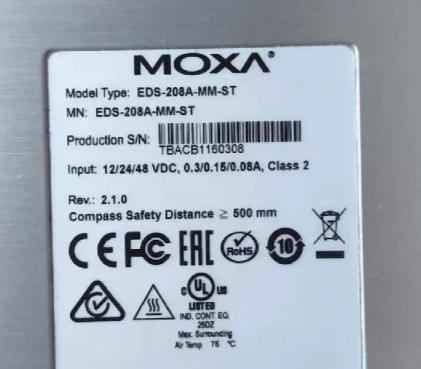 MOXA®
Model Type: EDS-208A-MM-ST
MN: EDS-208A-MM-ST
Production S/N:
TBACB1160308
Input: 12/24/48 VDC, 0.3/0.15/0.08A, Class 2
Rev.: 2.1.0
Compass Safety Distance ≥ 500 mm
CE FC EAC RoHS 10
C UL US
LISTED
IND. CONT. EQ.
26DZ
Max. Surrounding
Air Temp. 75 °C